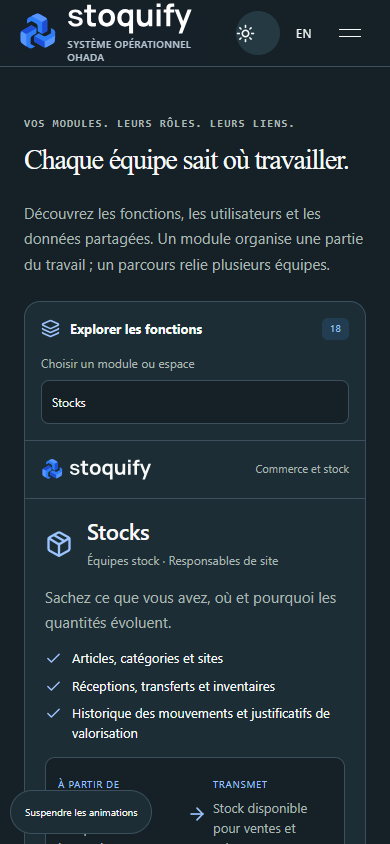 stoquify
SYSTÈME OPÉRATIONNEL
OHADA
EN
VOS MODULES. LEURS RÔLES. LEURS LIENS.
Chaque équipe sait où travailler.
Découvrez les fonctions, les utilisateurs et les
données partagées. Un module organise une partie
du travail ; un parcours relie plusieurs équipes.
Explorer les fonctions
18
Choisir un module ou espace
Stocks
stoquify
Commerce et stock
Stocks
Équipes stock · Responsables de site
Sachez ce que vous avez, où et pourquoi les
quantités évoluent.
Articles, catégories et sites
Réceptions, transferts et inventaires
Historique des mouvements et justificatifs de
valorisation
À PARTIR DE
TRANSMET
Stock disponible
pour ventes et
Suspendre les animations